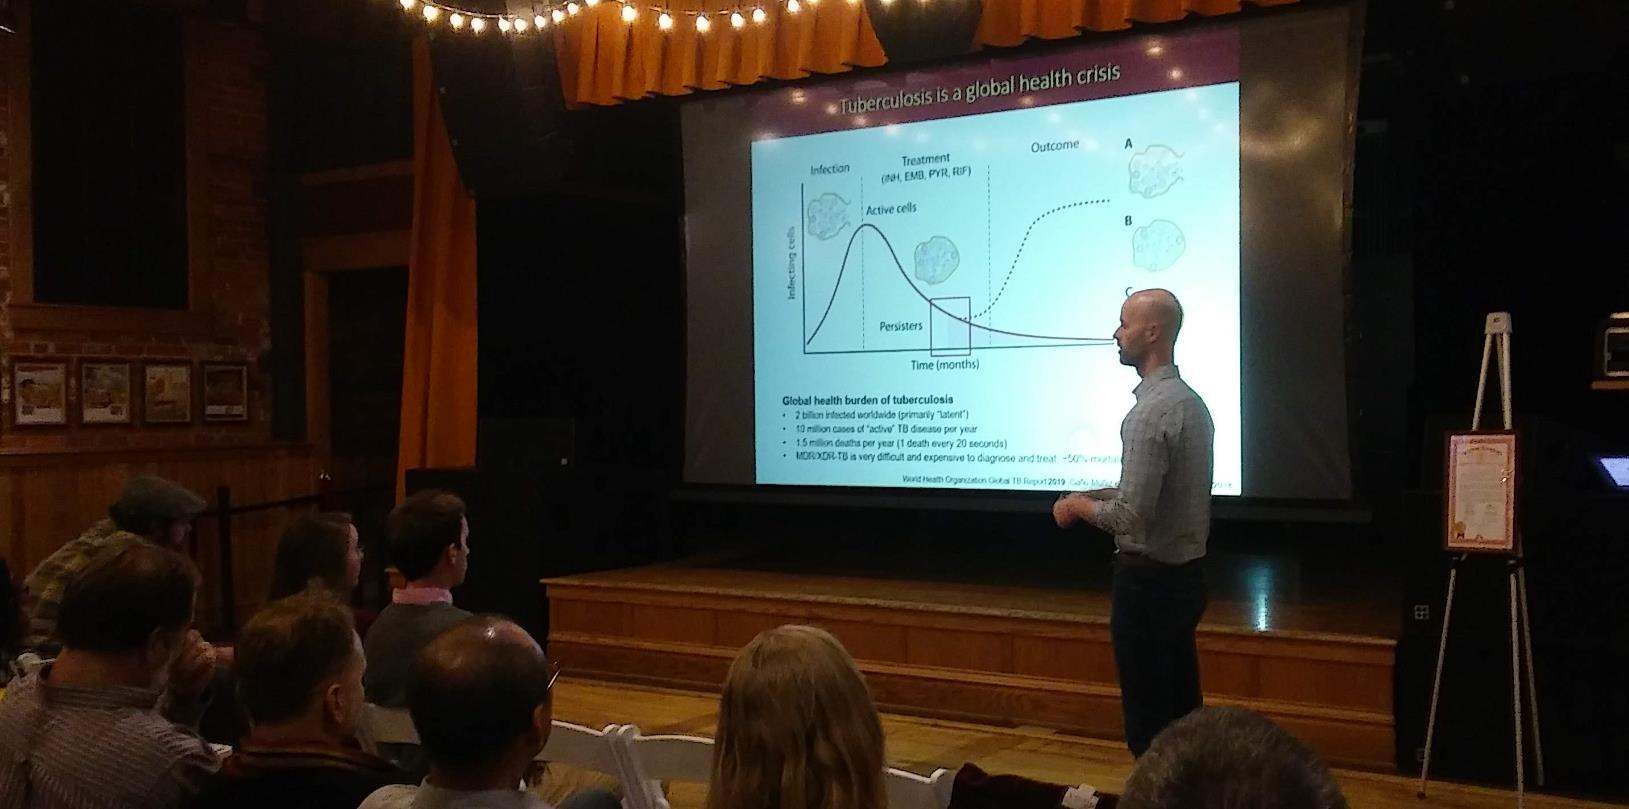 Tuberculosis is a global health crisis
Infection
Treatment
(INH, EMB, PYR, RIF)
Outcome
A
Active cells
B
Infecting cells
C
Persisters
Time (months)
Global health burden of tuberculosis
• 2 billion infected worldwide (primarily "latent")
• 10 million cases of "active" TB disease per year
• 1.5 million deaths per year (1 death every 20 seconds)
• MDR/XDR-TB is very difficult and expensive to diagnose and treat. ~50%
World Health Organization Global TB Report 2019